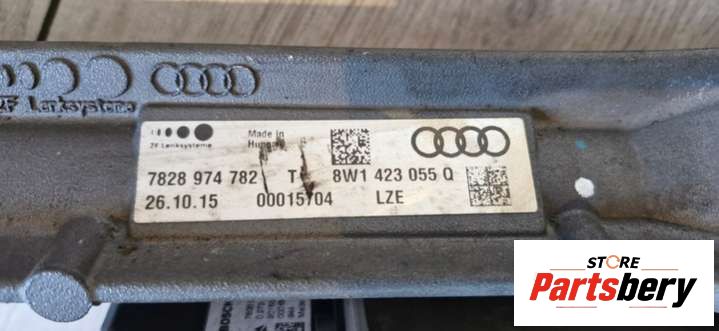 ZF Lenksysteme
ZF Lenksysteme
Made in
7828 974 782
8W1 423 055 Q
26.10.15
00015704
LZE
BOSCH
STORE
Partsbery